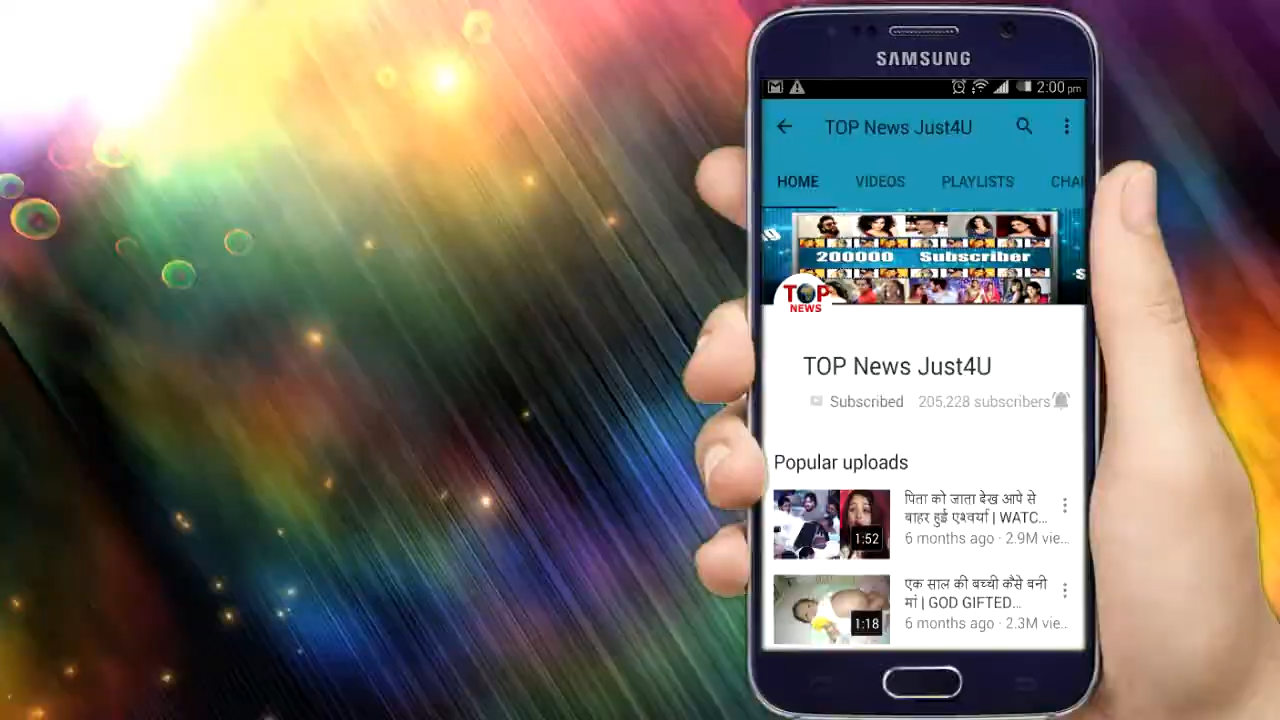 SAMSUNG
2:00 pm
TOP News Just4U
HOME VIDEOS PLAYLISTS CHA
200000 Subscriber
TOP
NEWS
TOP News Just4U
Subscribed 205,228 subscribers
Popular uploads
पिता को जाता देख आपे से
बाहर हुई एश्वर्या | WATC...
6 months ago · 2.9M vie...
1:52
एक साल की बच्ची कैसे बनी
मां | GOD GIFTED...
6 months ago · 2.3M vie...
1:18